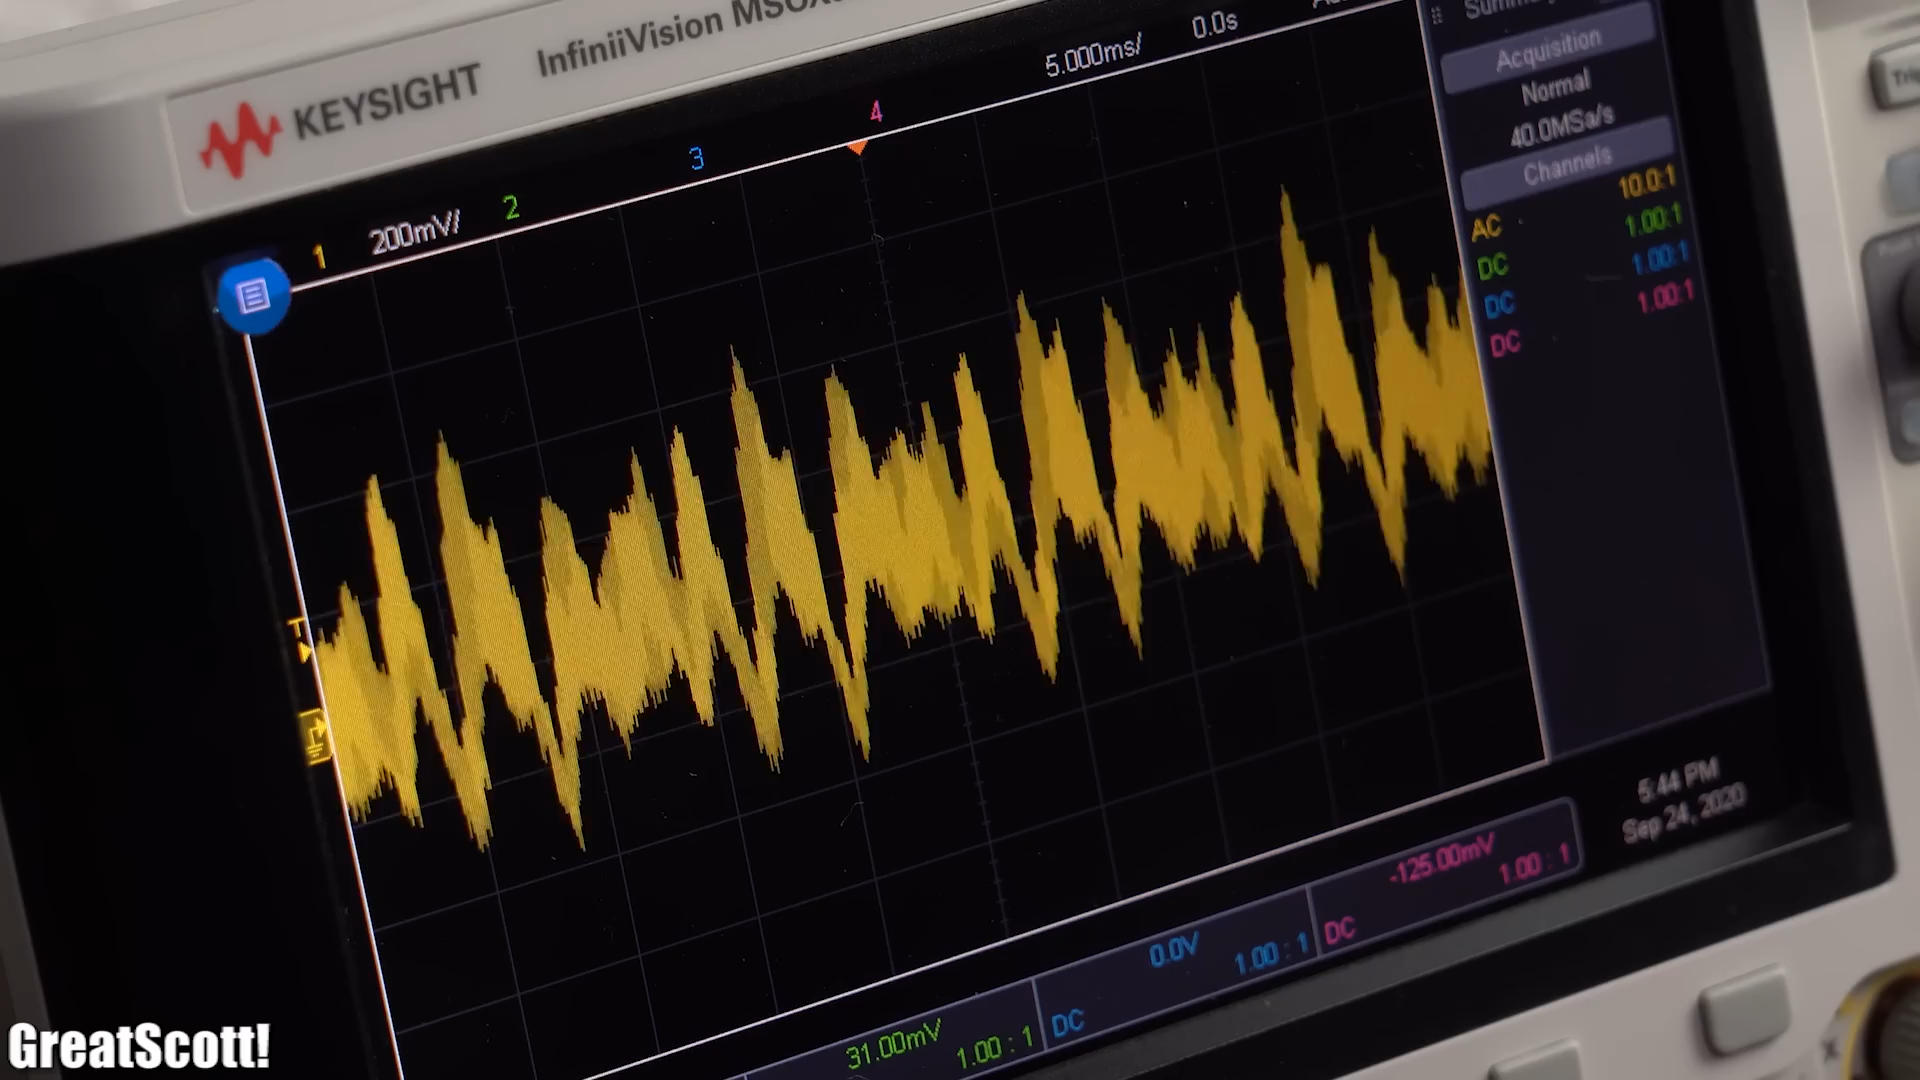 KEYSIGHT
InfiniiVision
1
200mV/
2
3
4
5.000ms/
0.0s
Acquisition
Normal
40.0MSa/s
Channels
AC 10.0:1
DC 1.00:1
DC 1.00:1
DC 1.00:1
T
5:44 PM
Sep 24, 2020
31.00mV
1.00 : 1
DC
0.0V
1.00 : 1
DC
-125.00mV
1.00 : 1
GreatScott!